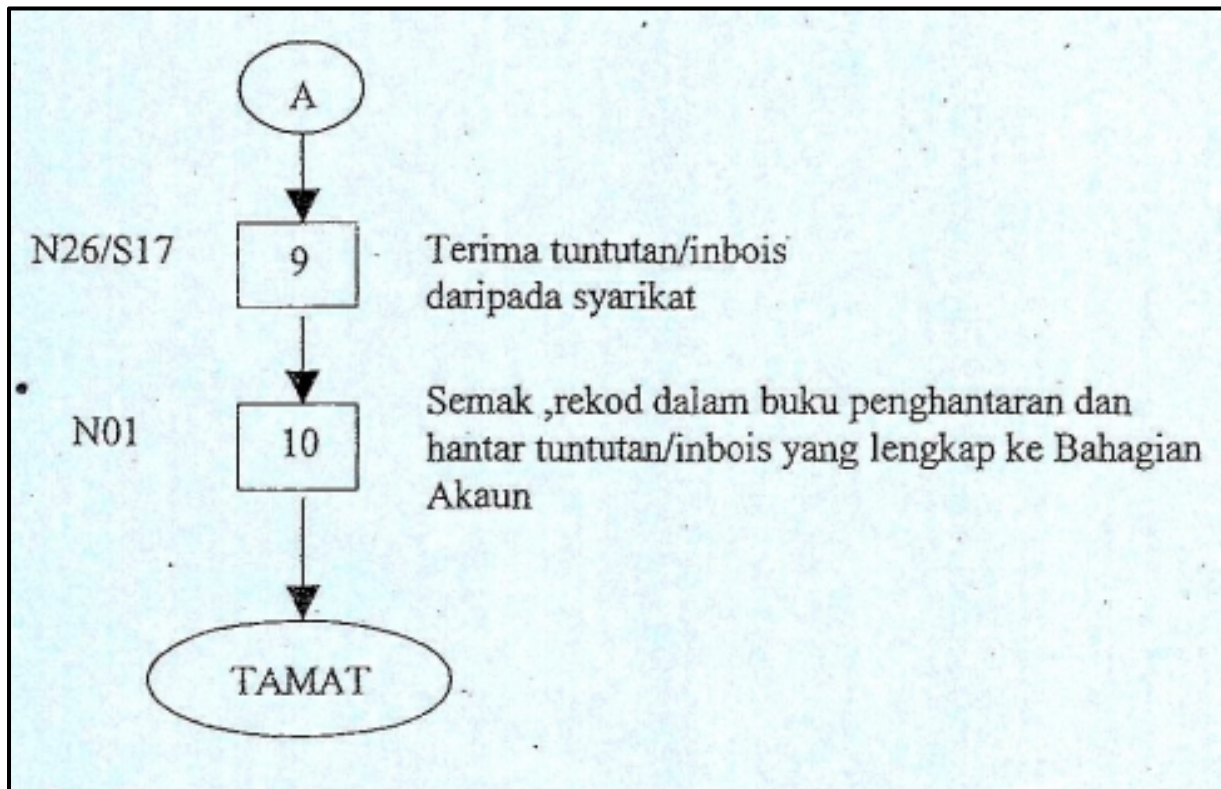 A
N26/S17
9
Terima tuntutan/inbois
daripada syarikat
N01
10
Semak ,rekod dalam buku penghantaran dan
hantar tuntutan/inbois yang lengkap ke Bahagian
Akaun
TAMAT